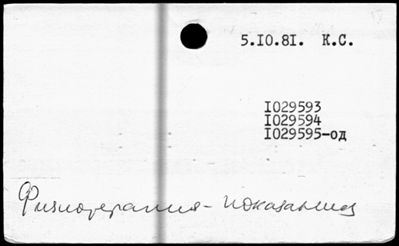 5.IO.8I. К.С.
I029593
I029594
I029595-од
Физиотерапия - показания